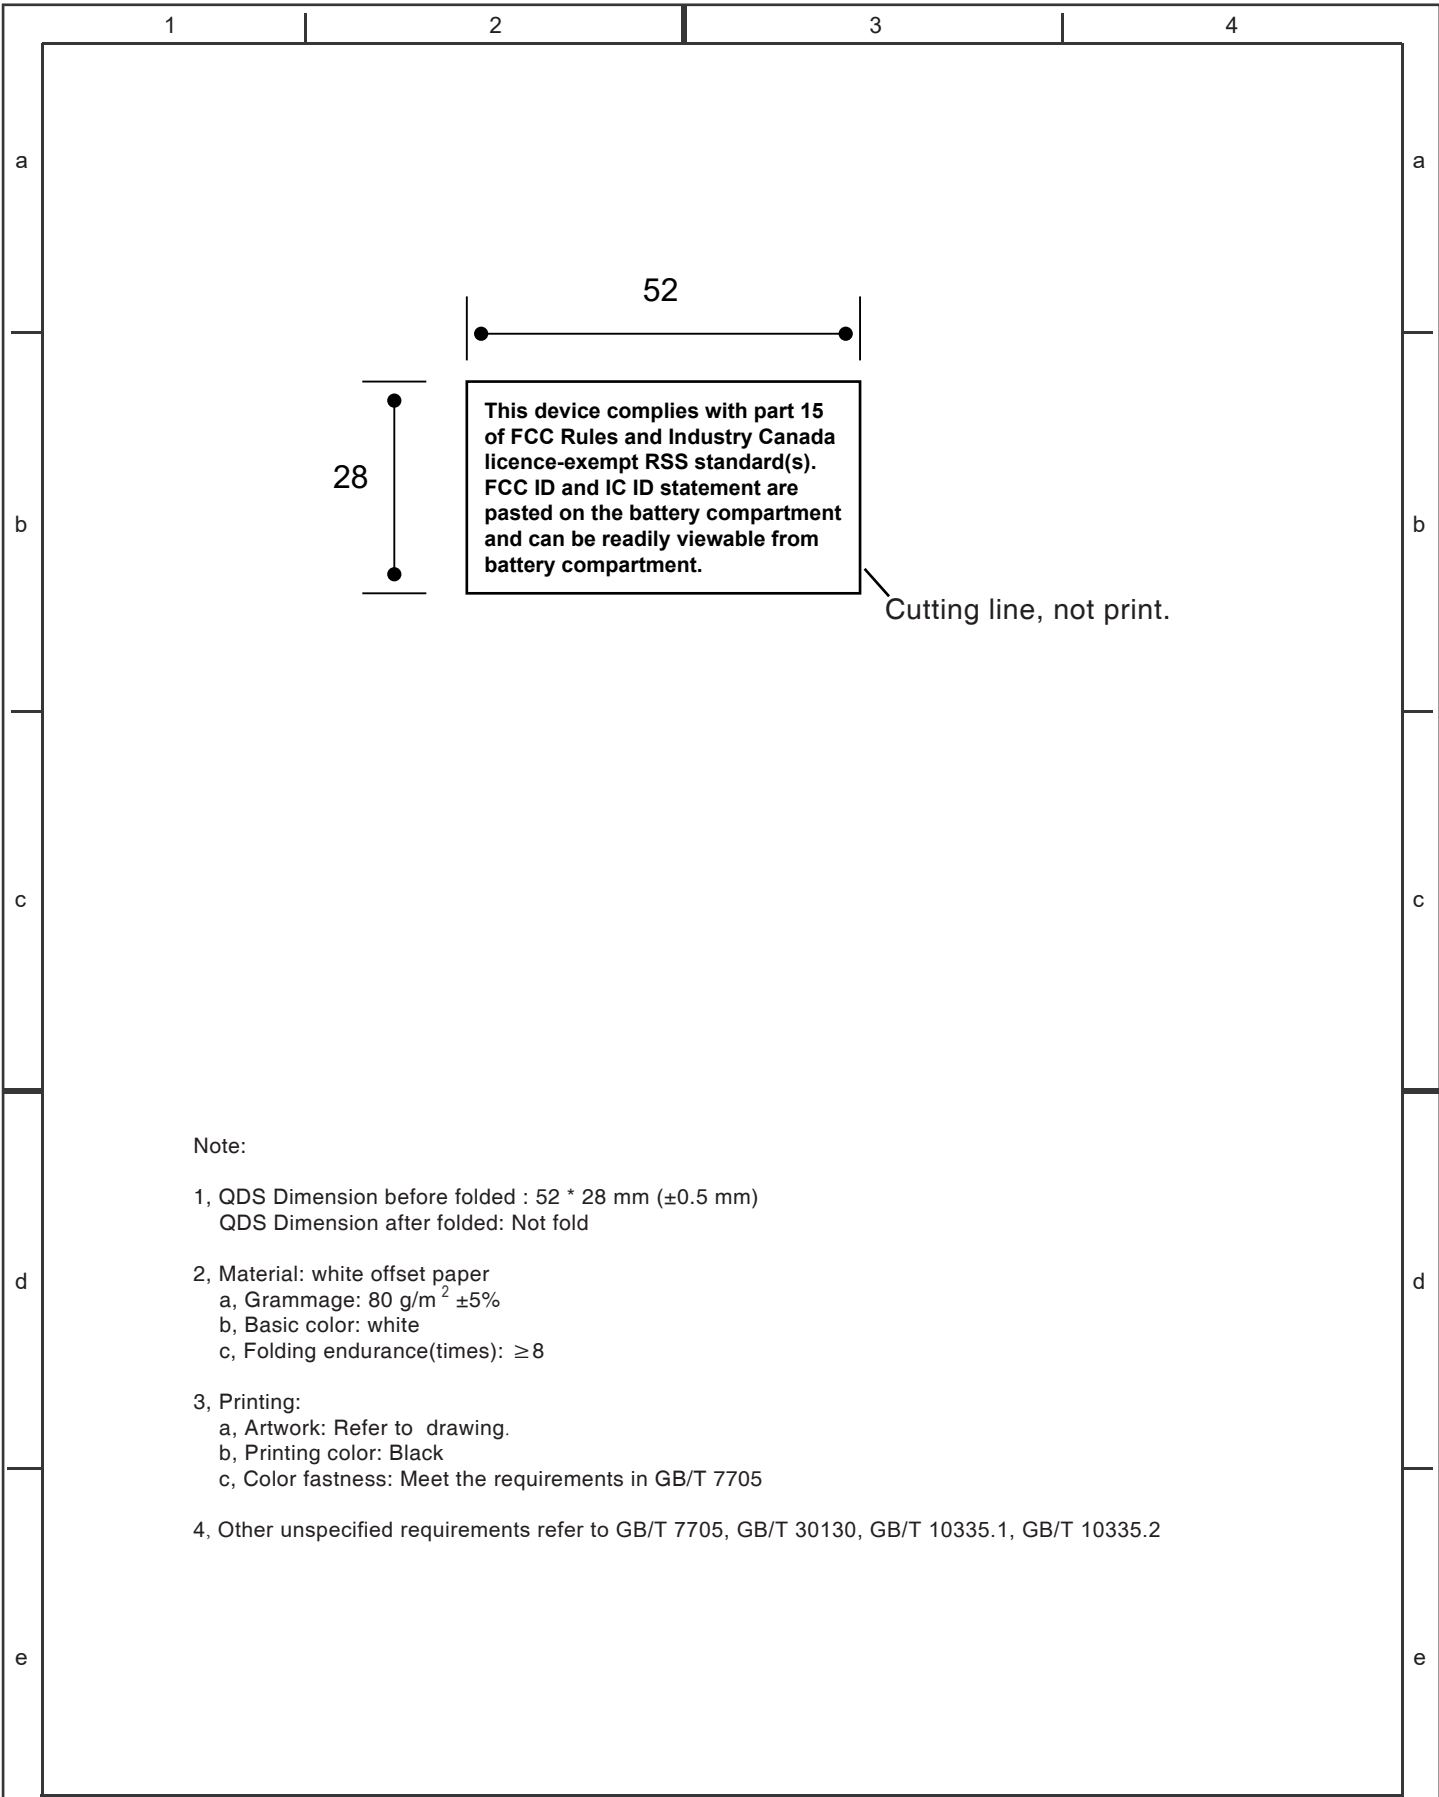 1 2 3 4
a a
52
This device complies with part 15
of FCC Rules and Industry Canada
licence-exempt RSS standard(s).
FCC ID and IC ID statement are
pasted on the battery compartment
and can be readily viewable from
battery compartment.
28
b b
Cutting line, not print.
c c
Note:
1, QDS Dimension before folded : 52 * 28 mm (±0.5 mm)
QDS Dimension after folded: Not fold
2, Material: white offset paper
d d
a, Grammage: 80 g/m² ±5%
b, Basic color: white
c, Folding endurance(times): ≥8
3, Printing:
a, Artwork: Refer to drawing.
b, Printing color: Black
c, Color fastness: Meet the requirements in GB/T 7705
4, Other unspecified requirements refer to GB/T 7705, GB/T 30130, GB/T 10335.1, GB/T 10335.2
e e